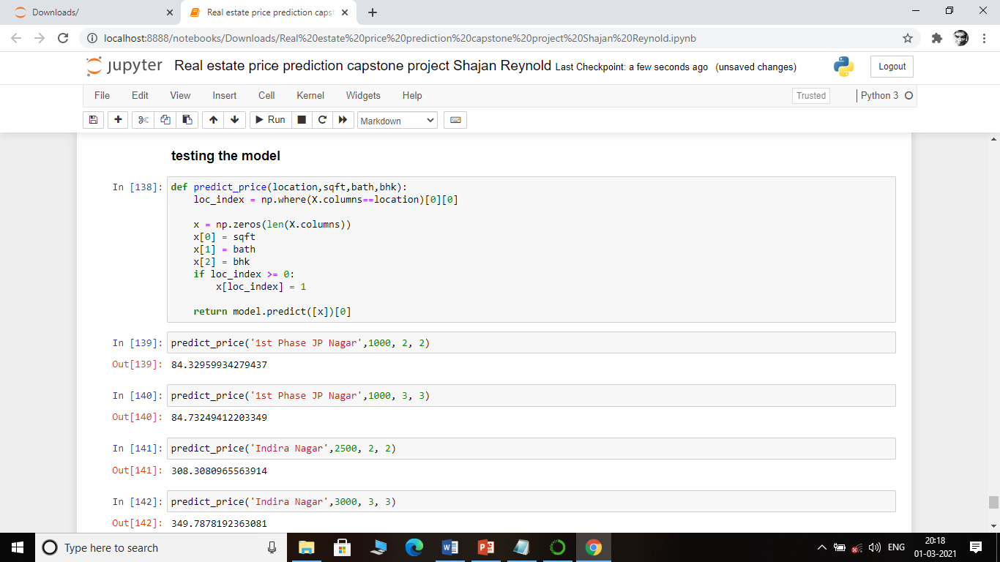 Downloads/
Real estate price prediction capst
localhost:8888/notebooks/Downloads/Real%20estate%20price%20prediction%20capstone%20project%20Shajan%20Reynold.ipynb
jupyter Real estate price prediction capstone project Shajan Reynold Last Checkpoint: a few seconds ago (unsaved changes) Logout
File Edit View Insert Cell Kernel Widgets Help Trusted Python 3
Run Markdown
testing the model
In [138]: def predict_price(location,sqft,bath,bhk):
    loc_index = np.where(X.columns==location)[0][0]
    x = np.zeros(len(X.columns))
    x[0] = sqft
    x[1] = bath
    x[2] = bhk
    if loc_index >= 0:
        x[loc_index] = 1
    return model.predict([x])[0]
In [139]: predict_price('1st Phase JP Nagar',1000, 2, 2)
Out[139]: 84.32959934279437
In [140]: predict_price('1st Phase JP Nagar',1000, 3, 3)
Out[140]: 84.73249412203349
In [141]: predict_price('Indira Nagar',2500, 2, 2)
Out[141]: 308.3080965563914
In [142]: predict_price('Indira Nagar',3000, 3, 3)
Out[142]: 349.7878192363081
Type here to search
ENG
20:18
01-03-2021